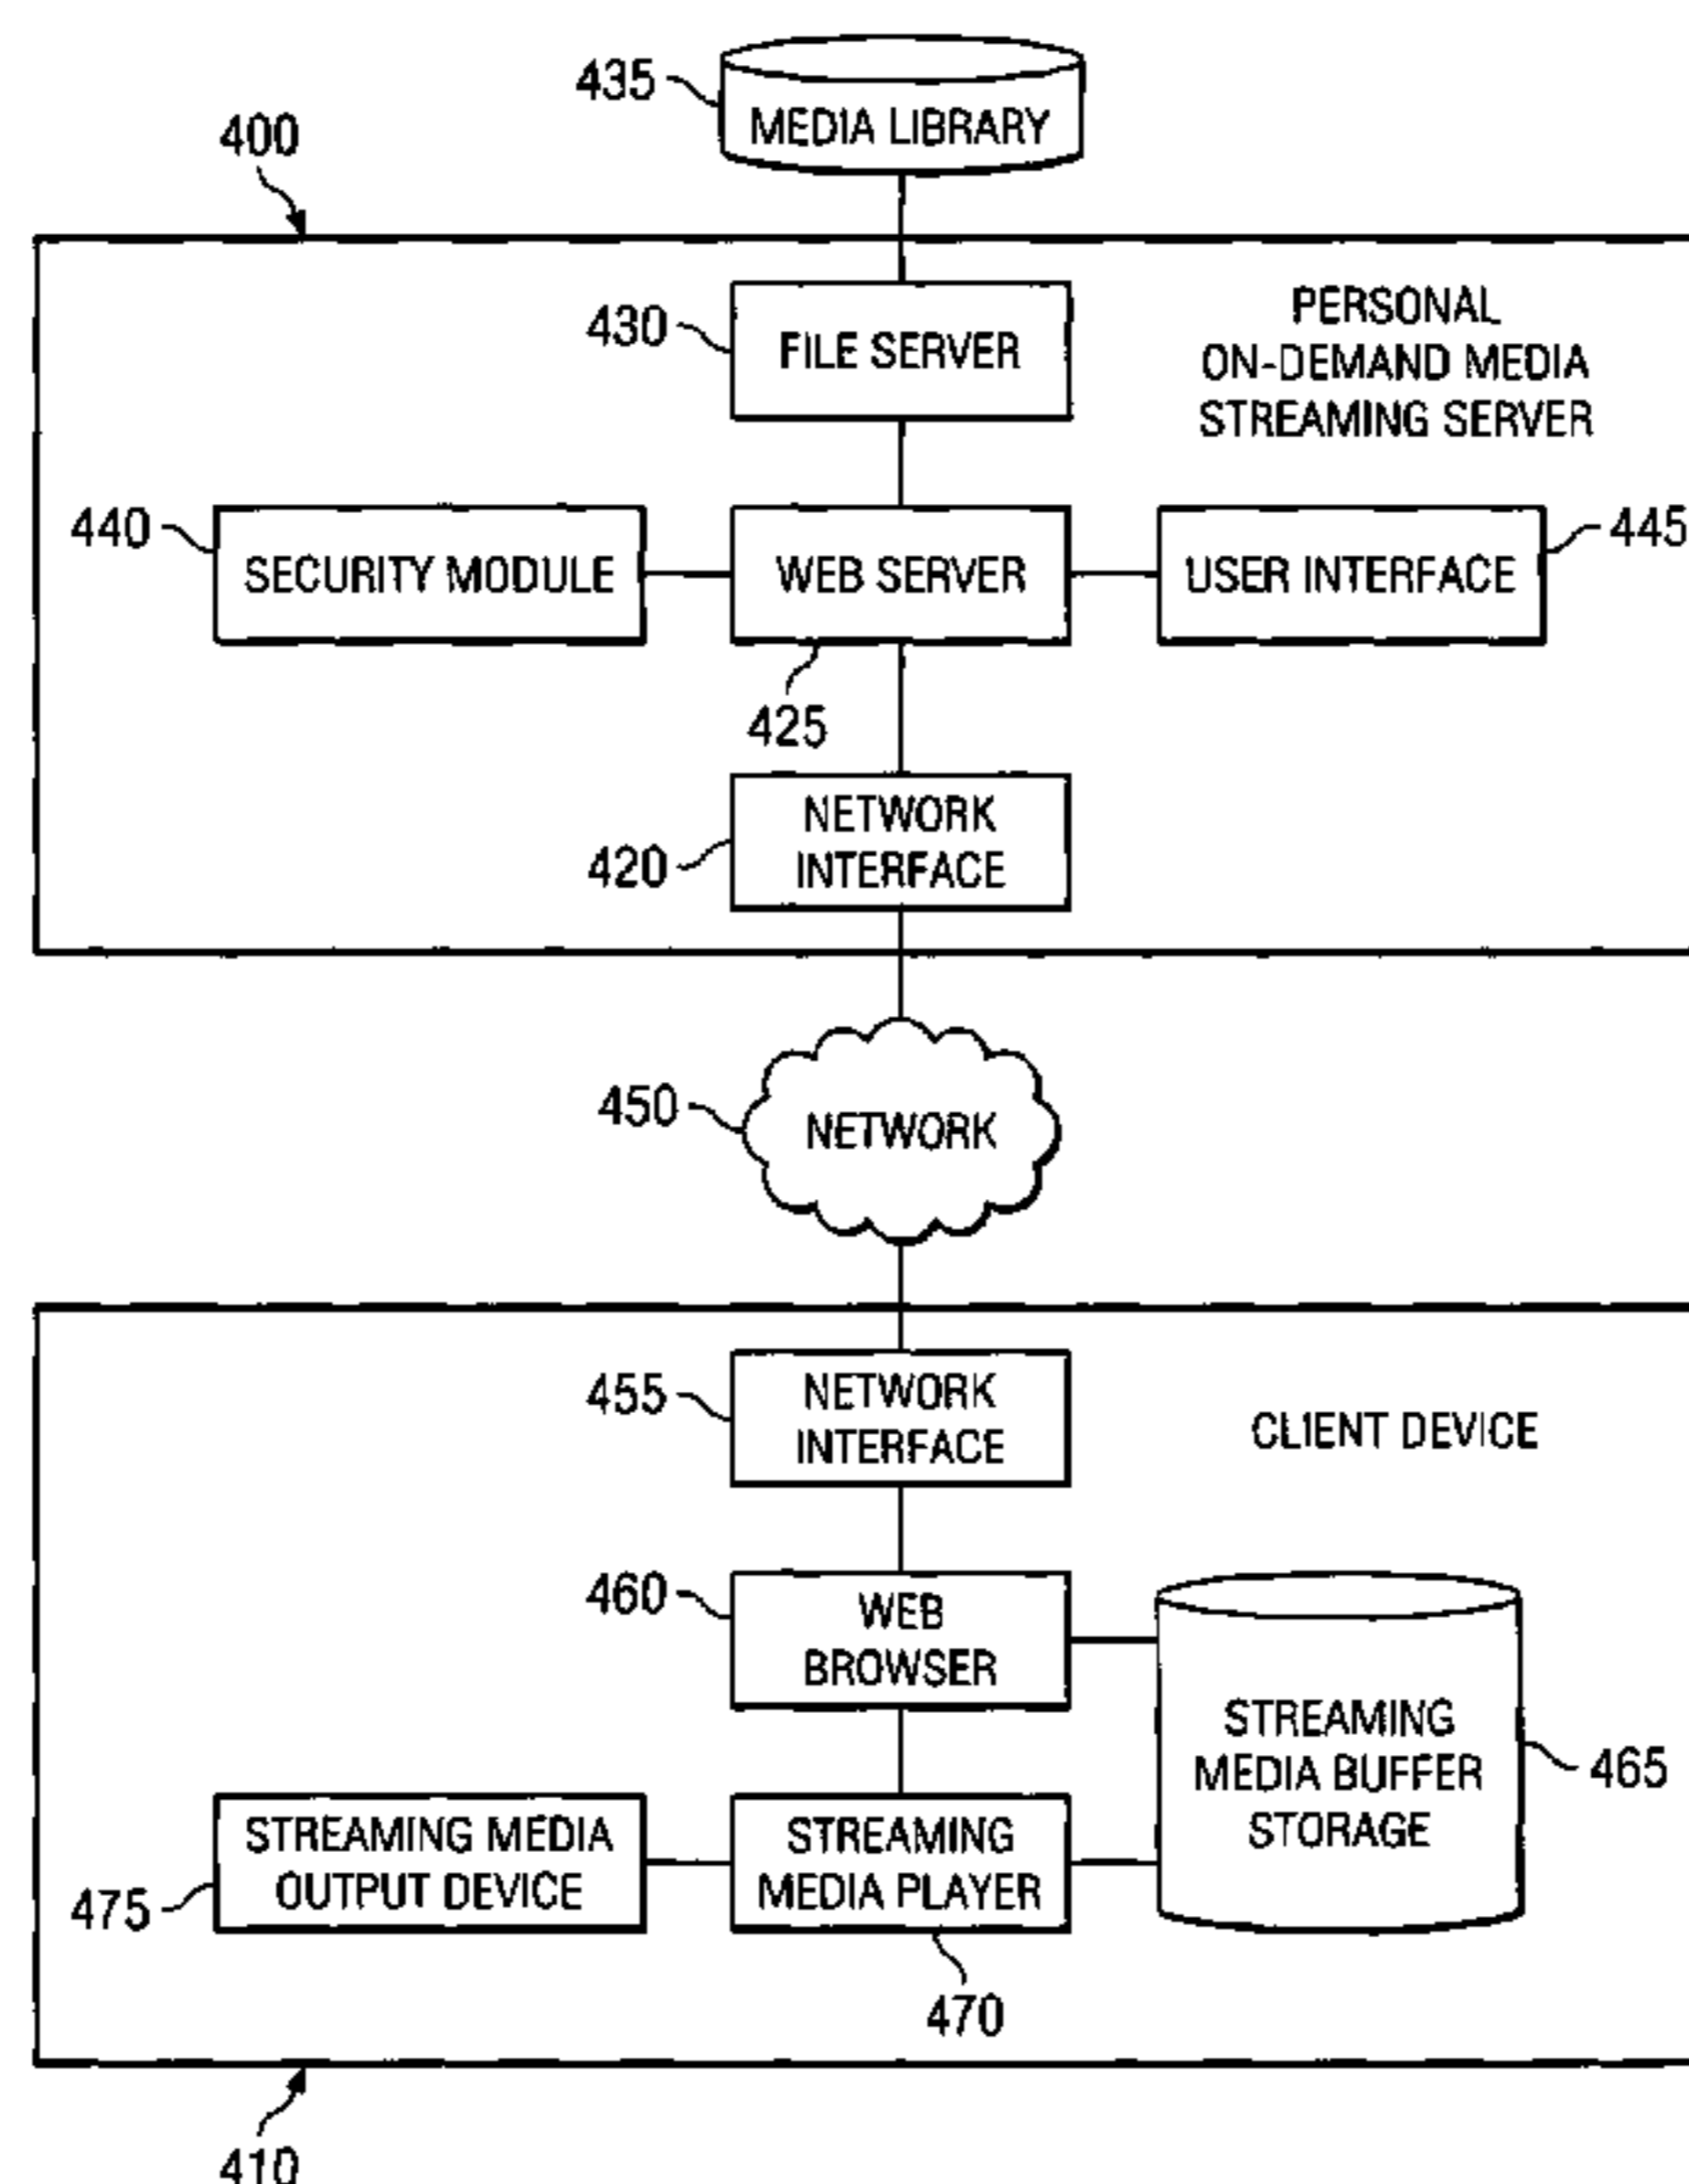 435
MEDIA LIBRARY
400
430
FILE SERVER
PERSONAL
ON-DEMAND MEDIA
STREAMING SERVER
440
SECURITY MODULE
WEB SERVER
USER INTERFACE
445
425
420
NETWORK
INTERFACE
450
NETWORK
455
NETWORK
INTERFACE
CLIENT DEVICE
460
WEB
BROWSER
STREAMING
MEDIA BUFFER
STORAGE
465
STREAMING MEDIA
OUTPUT DEVICE
475
STREAMING
MEDIA PLAYER
470
410